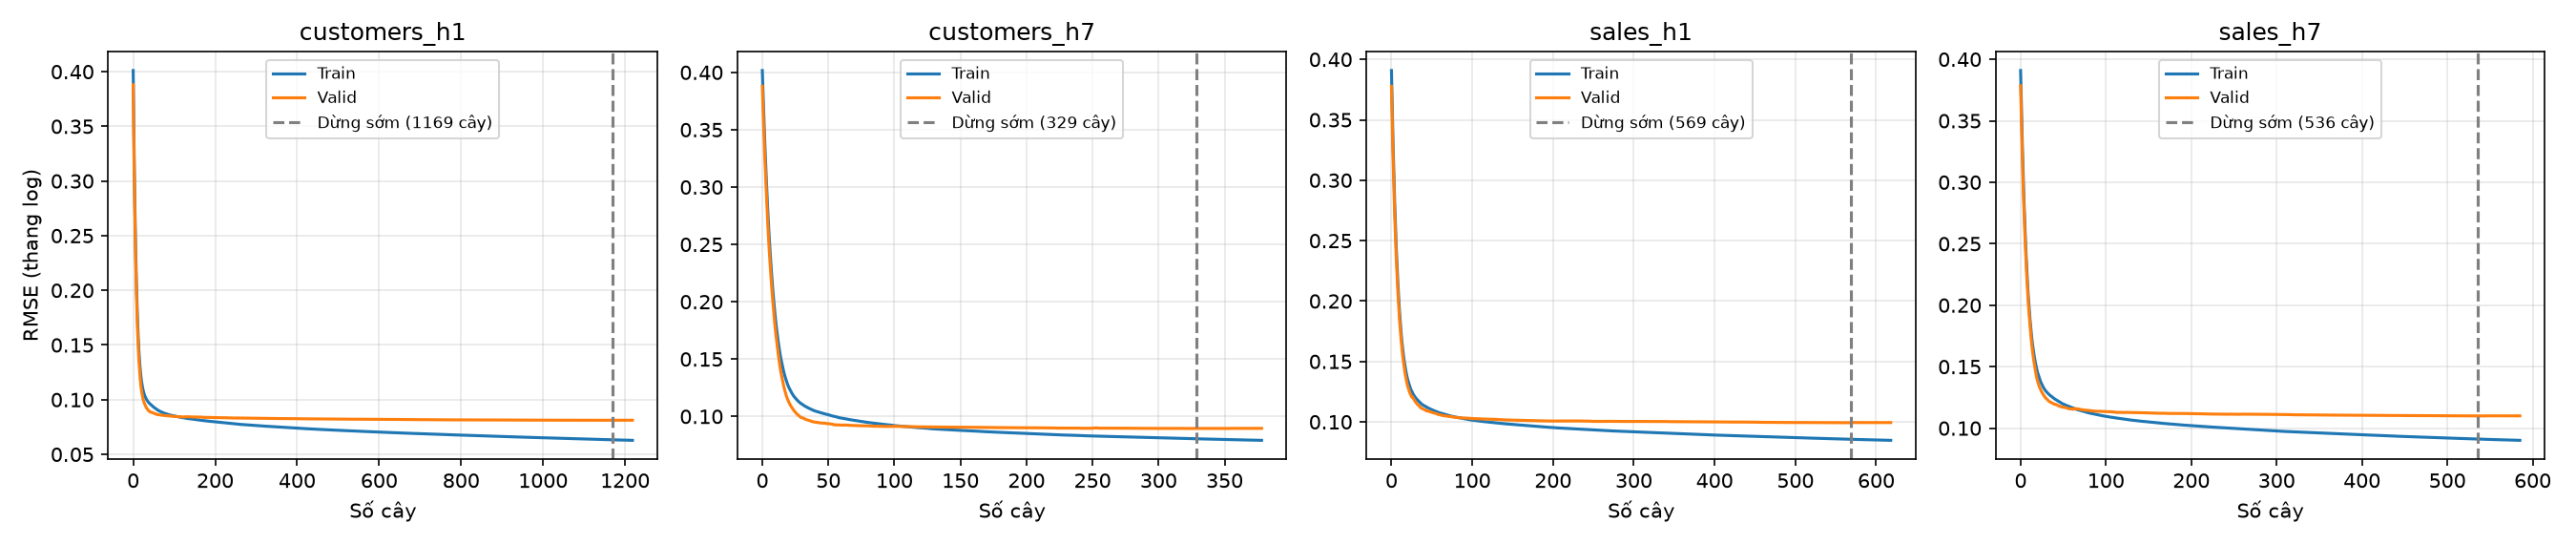 customers_h1
RMSE (thang log)
0.40
0.35
0.30
0.25
0.20
0.15
0.10
0.05
Train
Valid
Dừng sớm (1169 cây)
0 200 400 600 800 1000 1200
Số cây
customers_h7
0.40
0.35
0.30
0.25
0.20
0.15
0.10
Train
Valid
Dừng sớm (329 cây)
0 50 100 150 200 250 300 350
Số cây
sales_h1
0.40
0.35
0.30
0.25
0.20
0.15
0.10
Train
Valid
Dừng sớm (569 cây)
0 100 200 300 400 500 600
Số cây
sales_h7
0.40
0.35
0.30
0.25
0.20
0.15
0.10
Train
Valid
Dừng sớm (536 cây)
0 100 200 300 400 500 600
Số cây